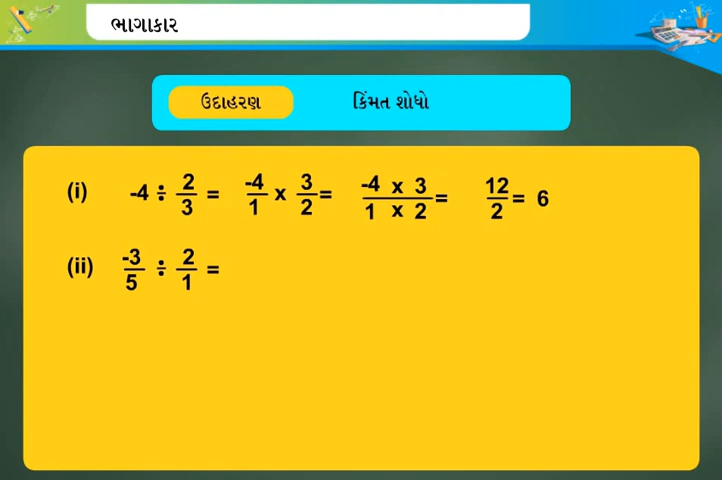 ભાગાકાર
ઉદાહરણ કિંમત શોધો
(i) -4 ÷ 2/3 = -4/1 x 3/2 = -4 x 3 / 1 x 2 = 12/2 = 6
(ii) -3/5 ÷ 2/1 =